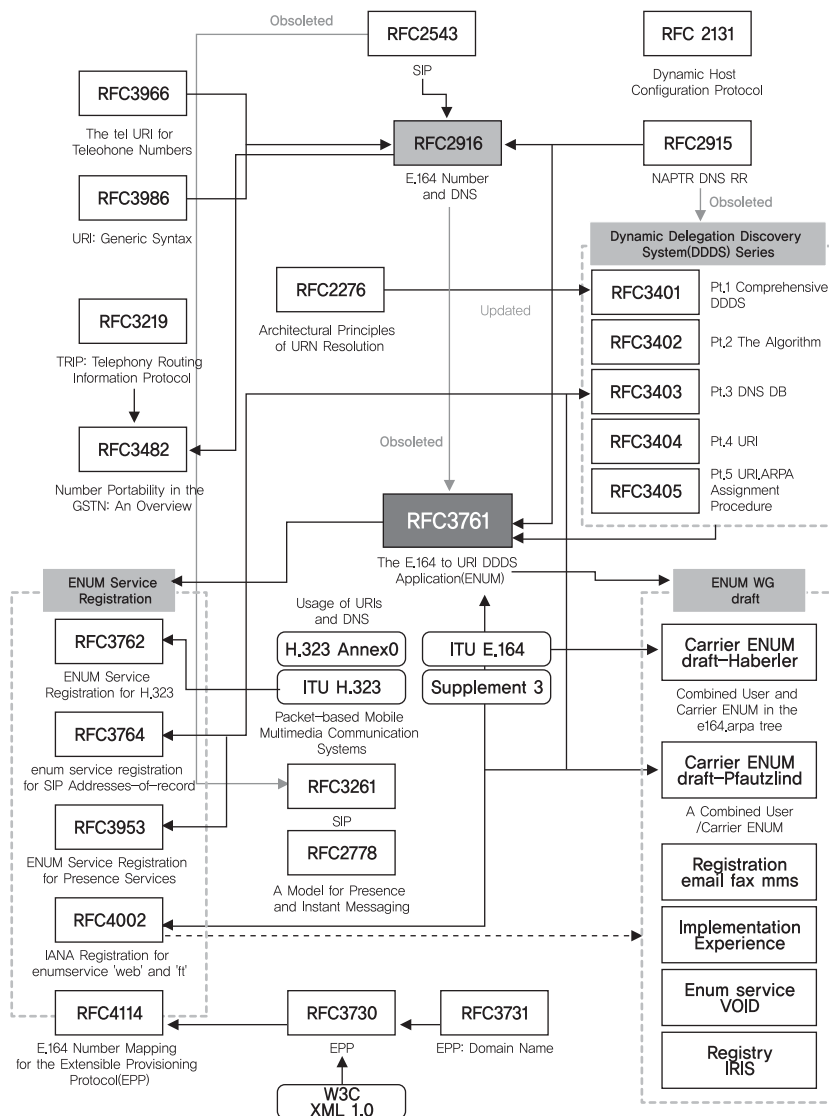 Obsoleted
RFC2543
SIP
RFC 2131
Dynamic Host
Configuration Protocol
RFC3966
The tel URI for
Teleohone Numbers
RFC2916
E.164 Number
and DNS
RFC2915
NAPTR DNS RR
Obsoleted
RFC3986
URI: Generic Syntax
Dynamic Delegation Discovery
System(DDDS) Series
RFC2276
Architectural Principles
of URN Resolution
Updated
RFC3401
Pt.1 Comprehensive
DDDS
RFC3402
Pt.2 The Algorithm
RFC3403
Pt.3 DNS DB
RFC3404
Pt.4 URI
RFC3405
Pt.5 URI.ARPA
Assignment
Procedure
RFC3219
TRIP: Telephony Routing
Information Protocol
RFC3482
Number Portability in the
GSTN: An Overview
Obsoleted
RFC3761
The E.164 to URI DDDS
Application(ENUM)
ENUM Service
Registration
RFC3762
ENUM Service
Registration for H.323
RFC3764
enum service registration
for SIP Addresses-of-record
RFC3953
ENUM Service Registration
for Presence Services
RFC4002
IANA Registration for
enumservice 'web' and 'ft'
RFC4114
E.164 Number Mapping
for the Extensible Provisioning
Protocol(EPP)
Usage of URIs
and DNS
H.323 Annex0
ITU H.323
Packet-based Mobile
Multimedia Communication
Systems
ITU E.164
Supplement 3
RFC3261
SIP
RFC2778
A Model for Presence
and Instant Messaging
RFC3730
EPP
RFC3731
EPP: Domain Name
W3C
XML 1.0
ENUM WG
draft
Carrier ENUM
draft-Haberler
Combined User and
Carrier ENUM in the
e164.arpa tree
Carrier ENUM
draft-Pfautzlind
A Combined User
/Carrier ENUM
Registration
email fax mms
Implementation
Experience
Enum service
VOID
Registry
IRIS